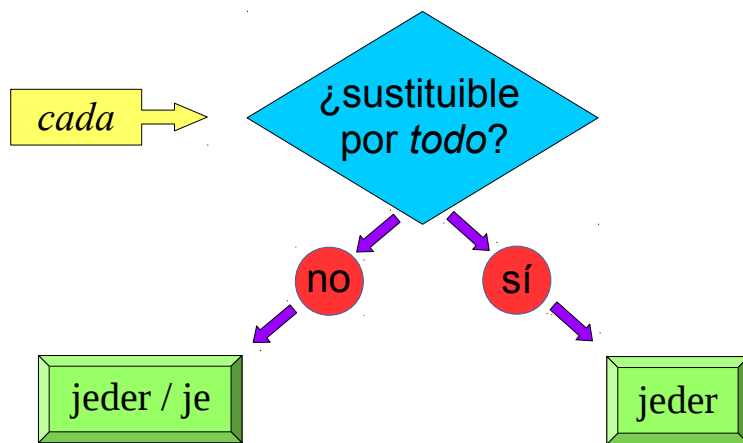 cada
¿sustituible
por todo?
no
sí
jeder / je
jeder